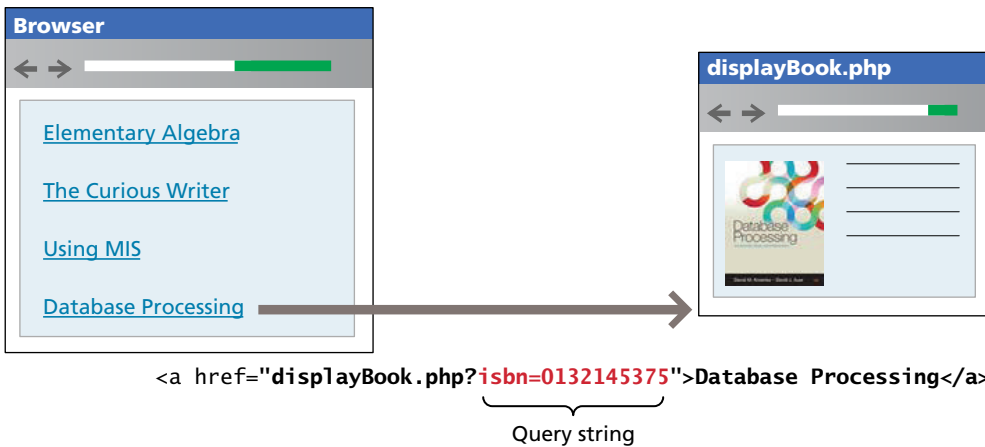 Browser
Elementary Algebra
The Curious Writer
Using MIS
Database Processing
displayBook.php
Database
Processing
<a href="displayBook.php?isbn=0132145375">Database Processing</a>
Query string